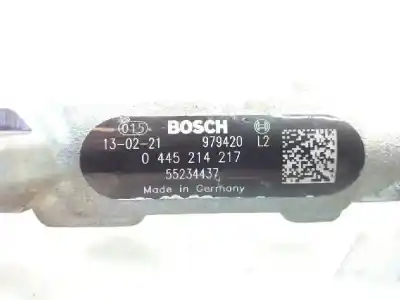 015 BOSCH
13-02-21 979420 L2
0 445 214 217
55234437
Made in Germany